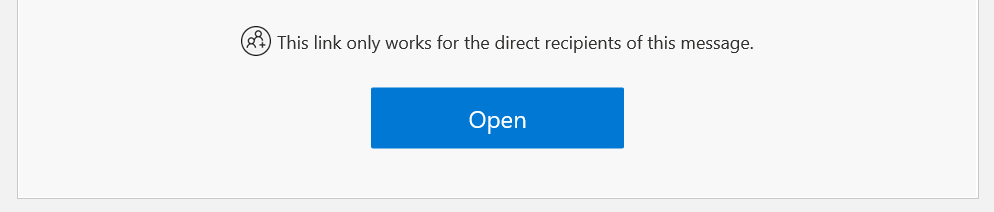 This link only works for the direct recipients of this message.
Open